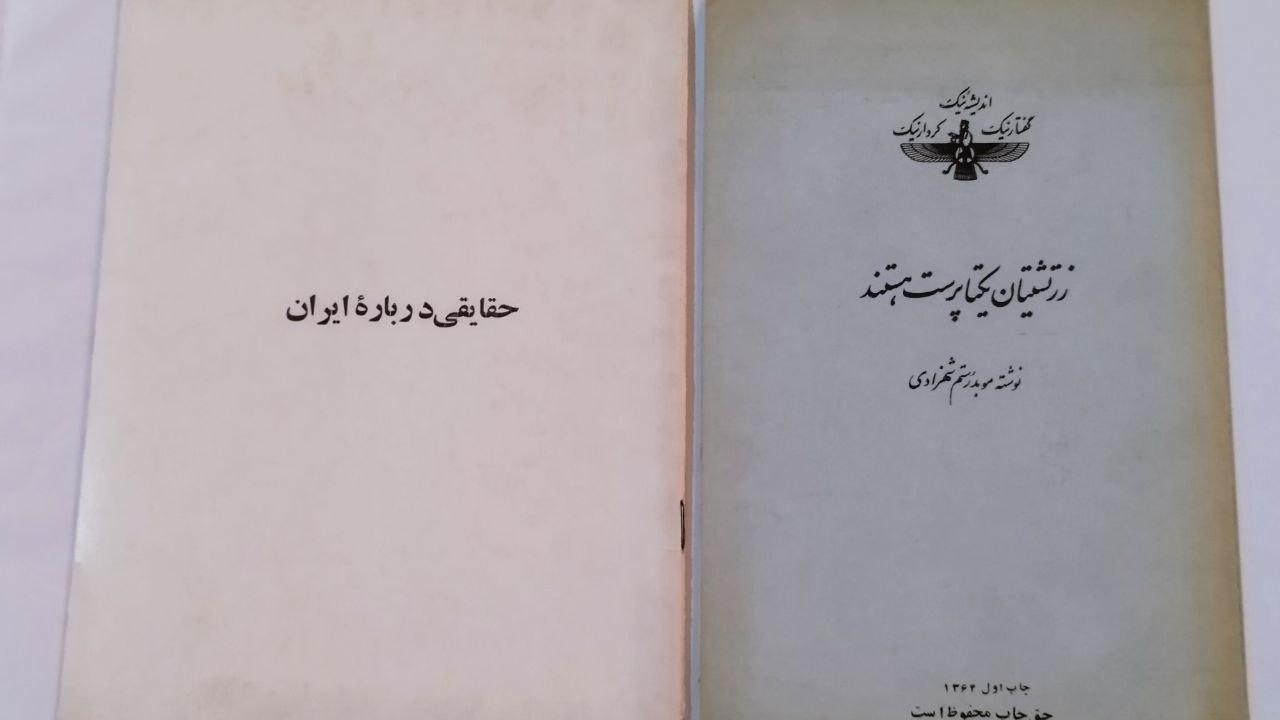 اندیشه نیک
گفتار نیک کردار نیک
زرتشتیان یکتاپرست هستند
نوشته موبد رستم شهزادی
چاپ اول ۱۳۶۲
حق چاپ محفوظ است
حقایقی درباره‌ٔ ایران